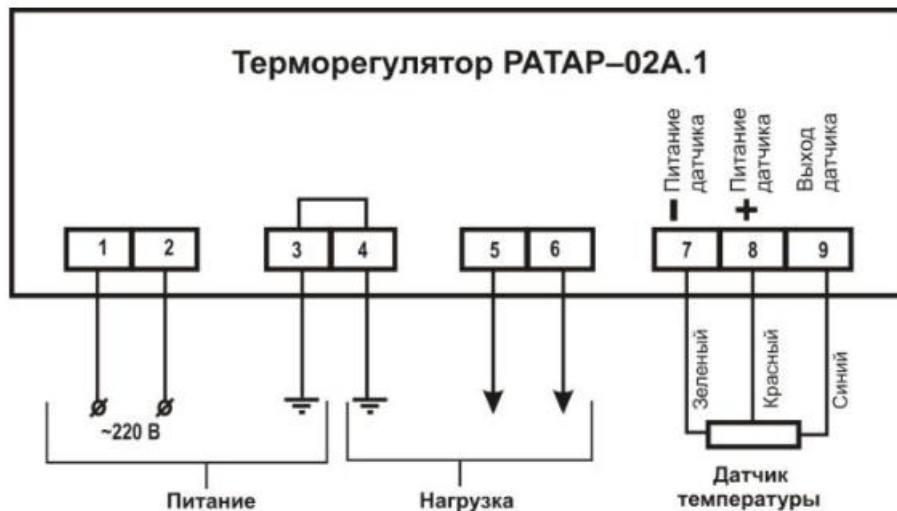 Терморегулятор РАТАР–02А.1
Питание
датчика
Питание
датчика
Выход
датчика
1 2 3 4 5 6 7 8 9
Зеленый
Красный
Синий
~220 В
Питание
Нагрузка
Датчик
температуры